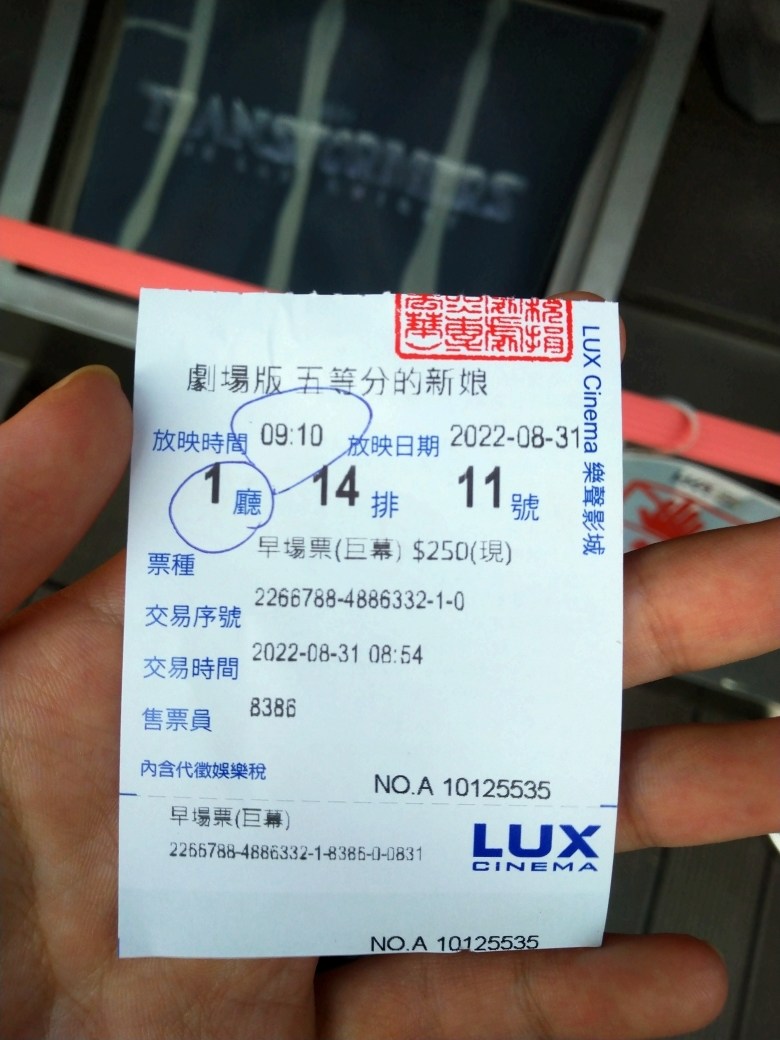 TRANSFORMERS
劇場版 五等分的新娘
放映時間 09:10 放映日期 2022-08-31
1 廳 14 排 11 號
票種 早場票(巨幕) $250(現)
交易序號 2266788-4886332-1-0
交易時間 2022-08-31 08:54
售票員 8386
內含代徵娛樂稅
NO.A 10125535
早場票(巨幕)
2266788-4886332-1-8386-0-0831
LUX
CINEMA
NO.A 10125535
LUX Cinema 樂聲影城